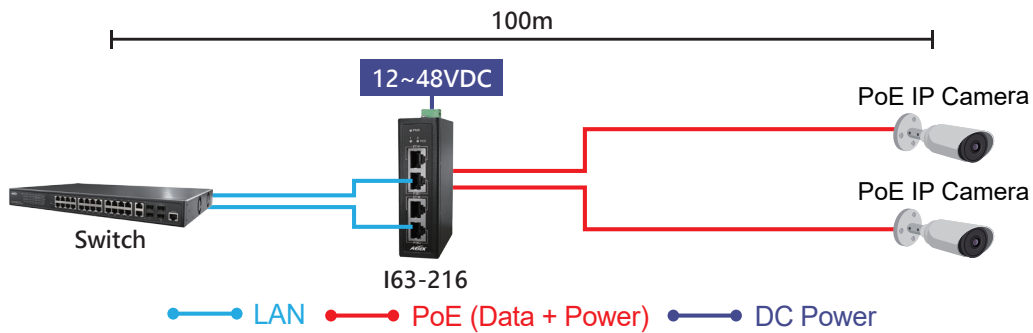 100m
12~48VDC
PoE IP Camera
PoE IP Camera
Switch
I63-216
LAN
PoE (Data + Power)
DC Power